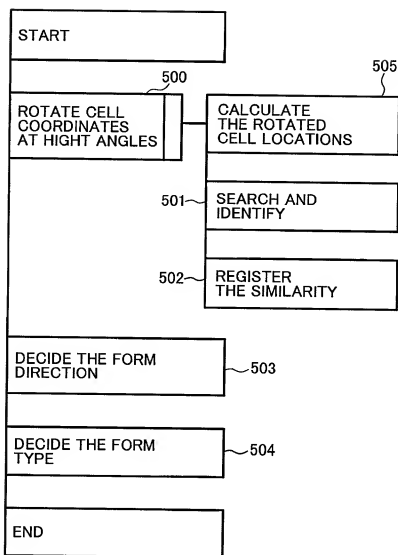 START
500
ROTATE CELL
COORDINATES
AT HIGHT ANGLES
505
CALCULATE
THE ROTATED
CELL LOCATIONS
501
SEARCH AND
IDENTIFY
502
REGISTER
THE SIMILARITY
DECIDE THE FORM
DIRECTION
503
DECIDE THE FORM
TYPE
504
END